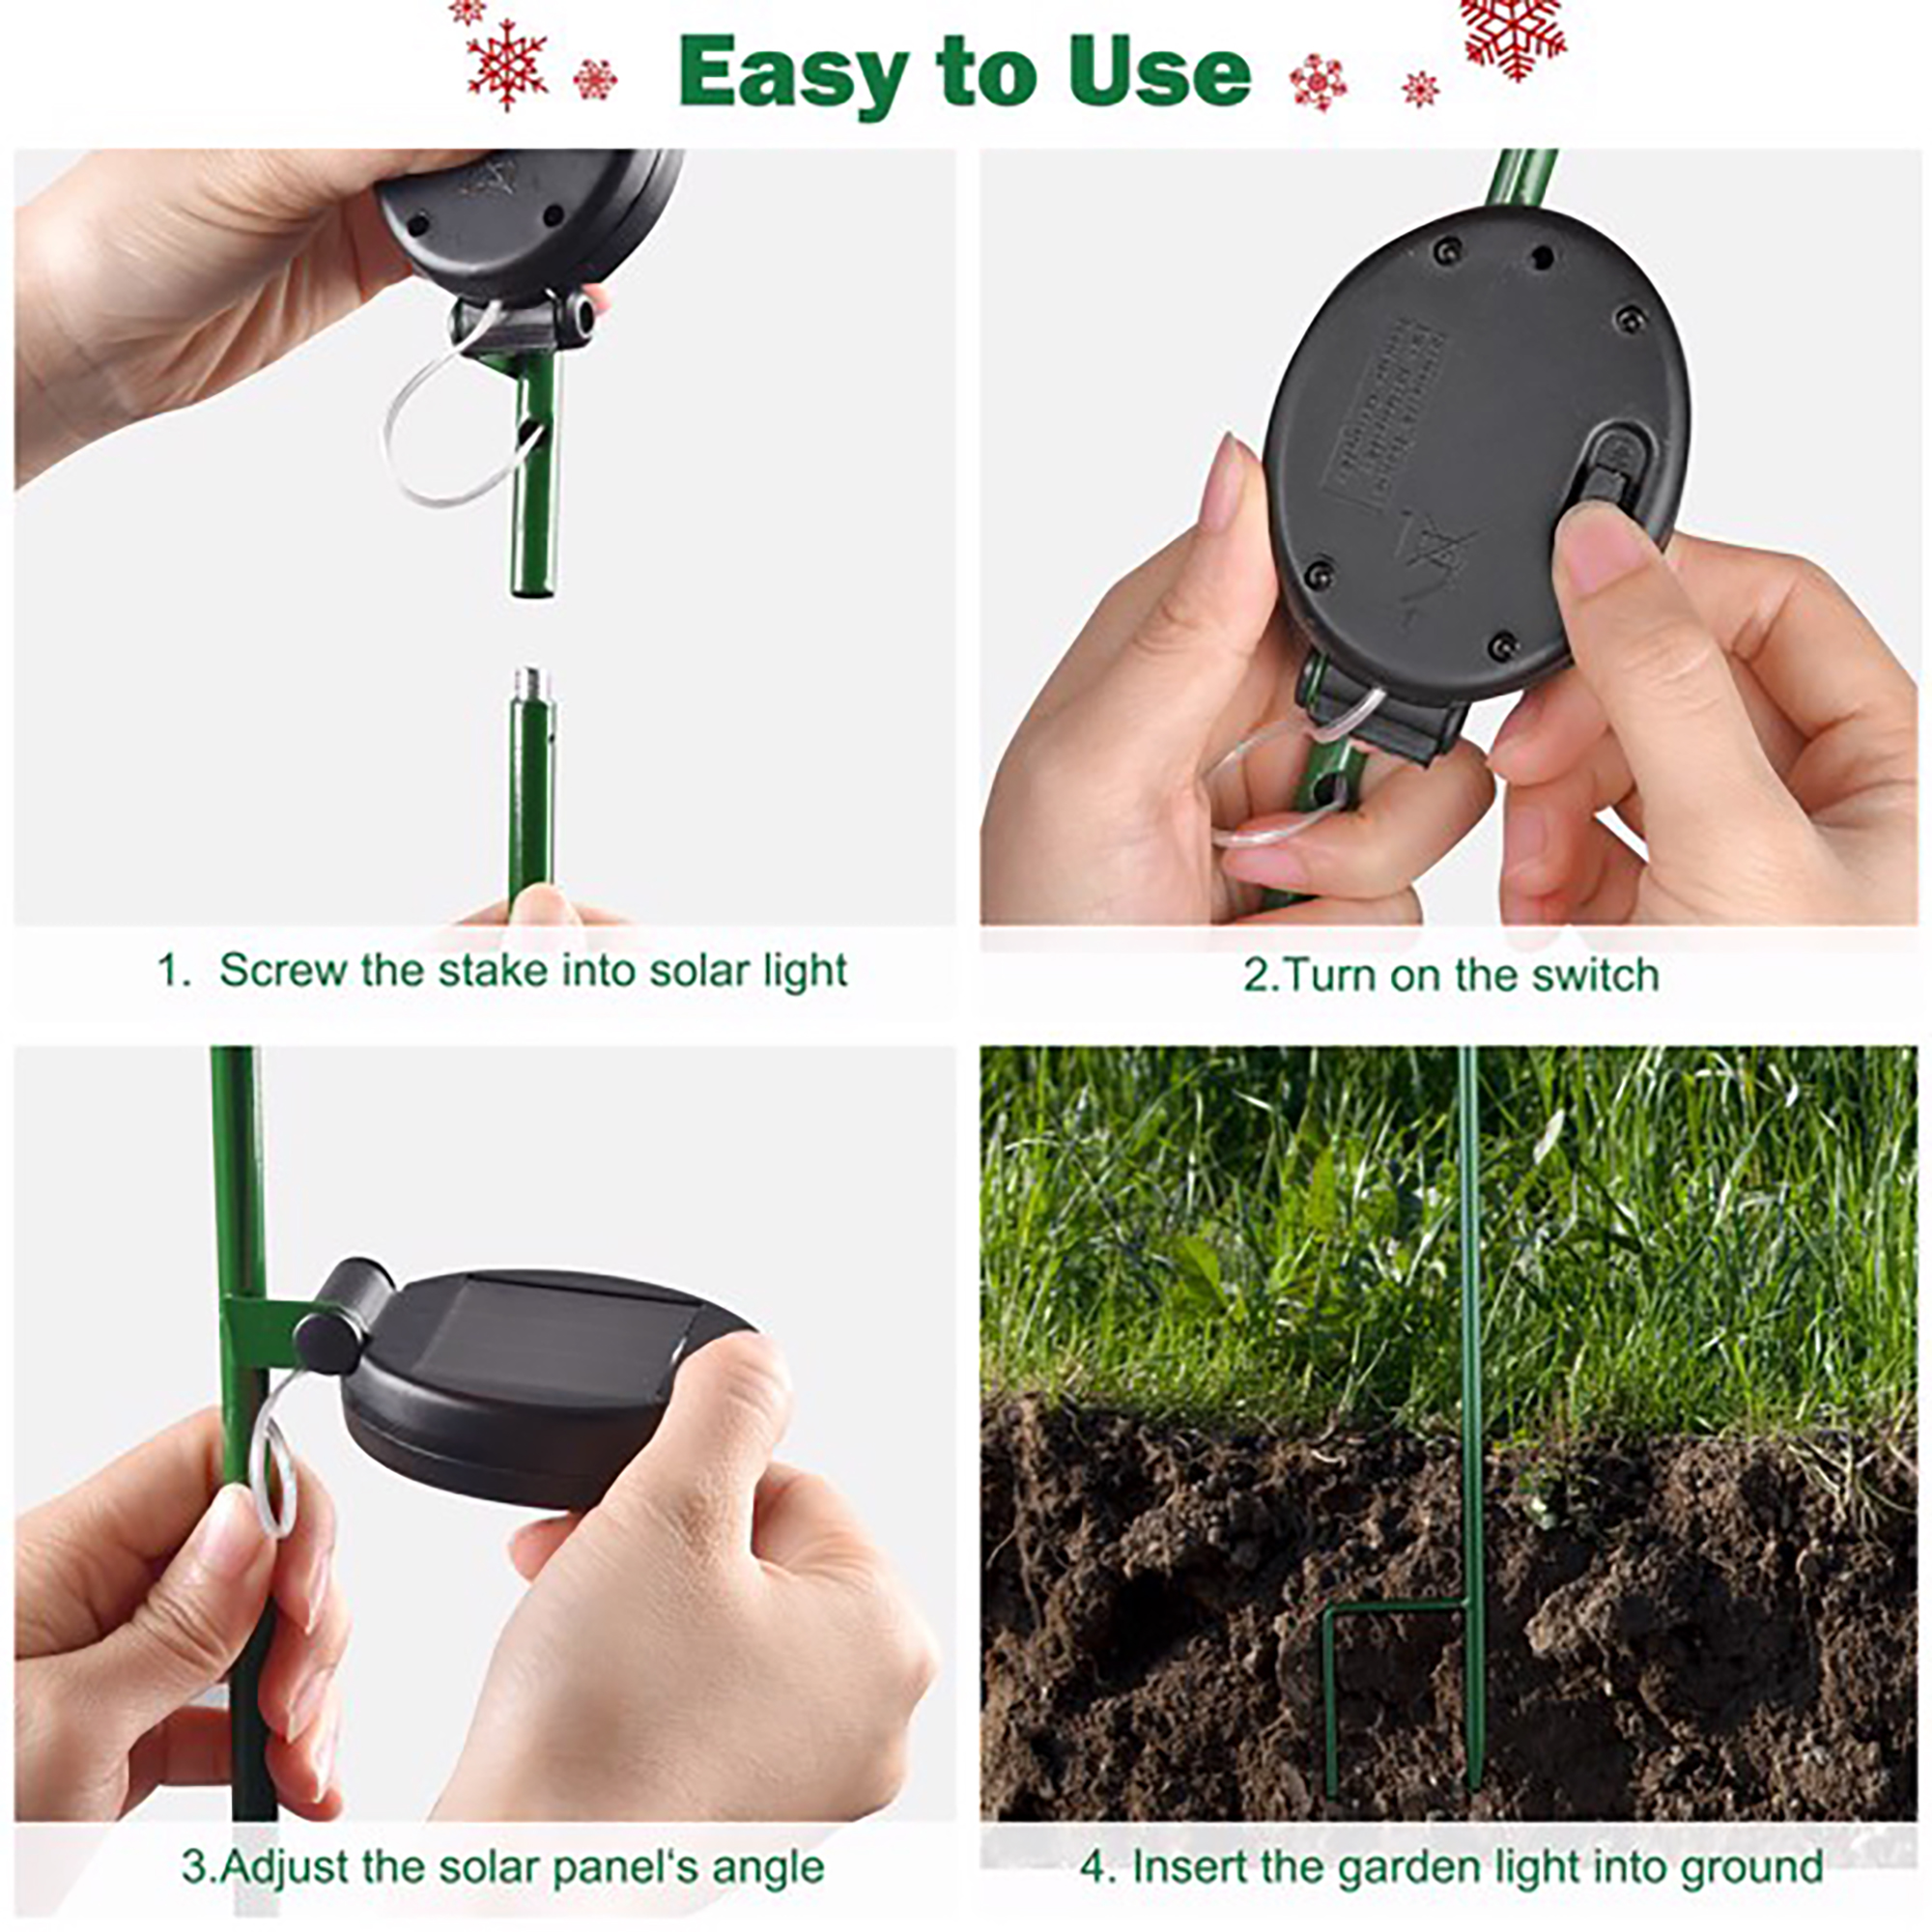 Easy to Use
1. Screw the stake into solar light
2.Turn on the switch
3.Adjust the solar panel‘s angle
4. Insert the garden light into ground